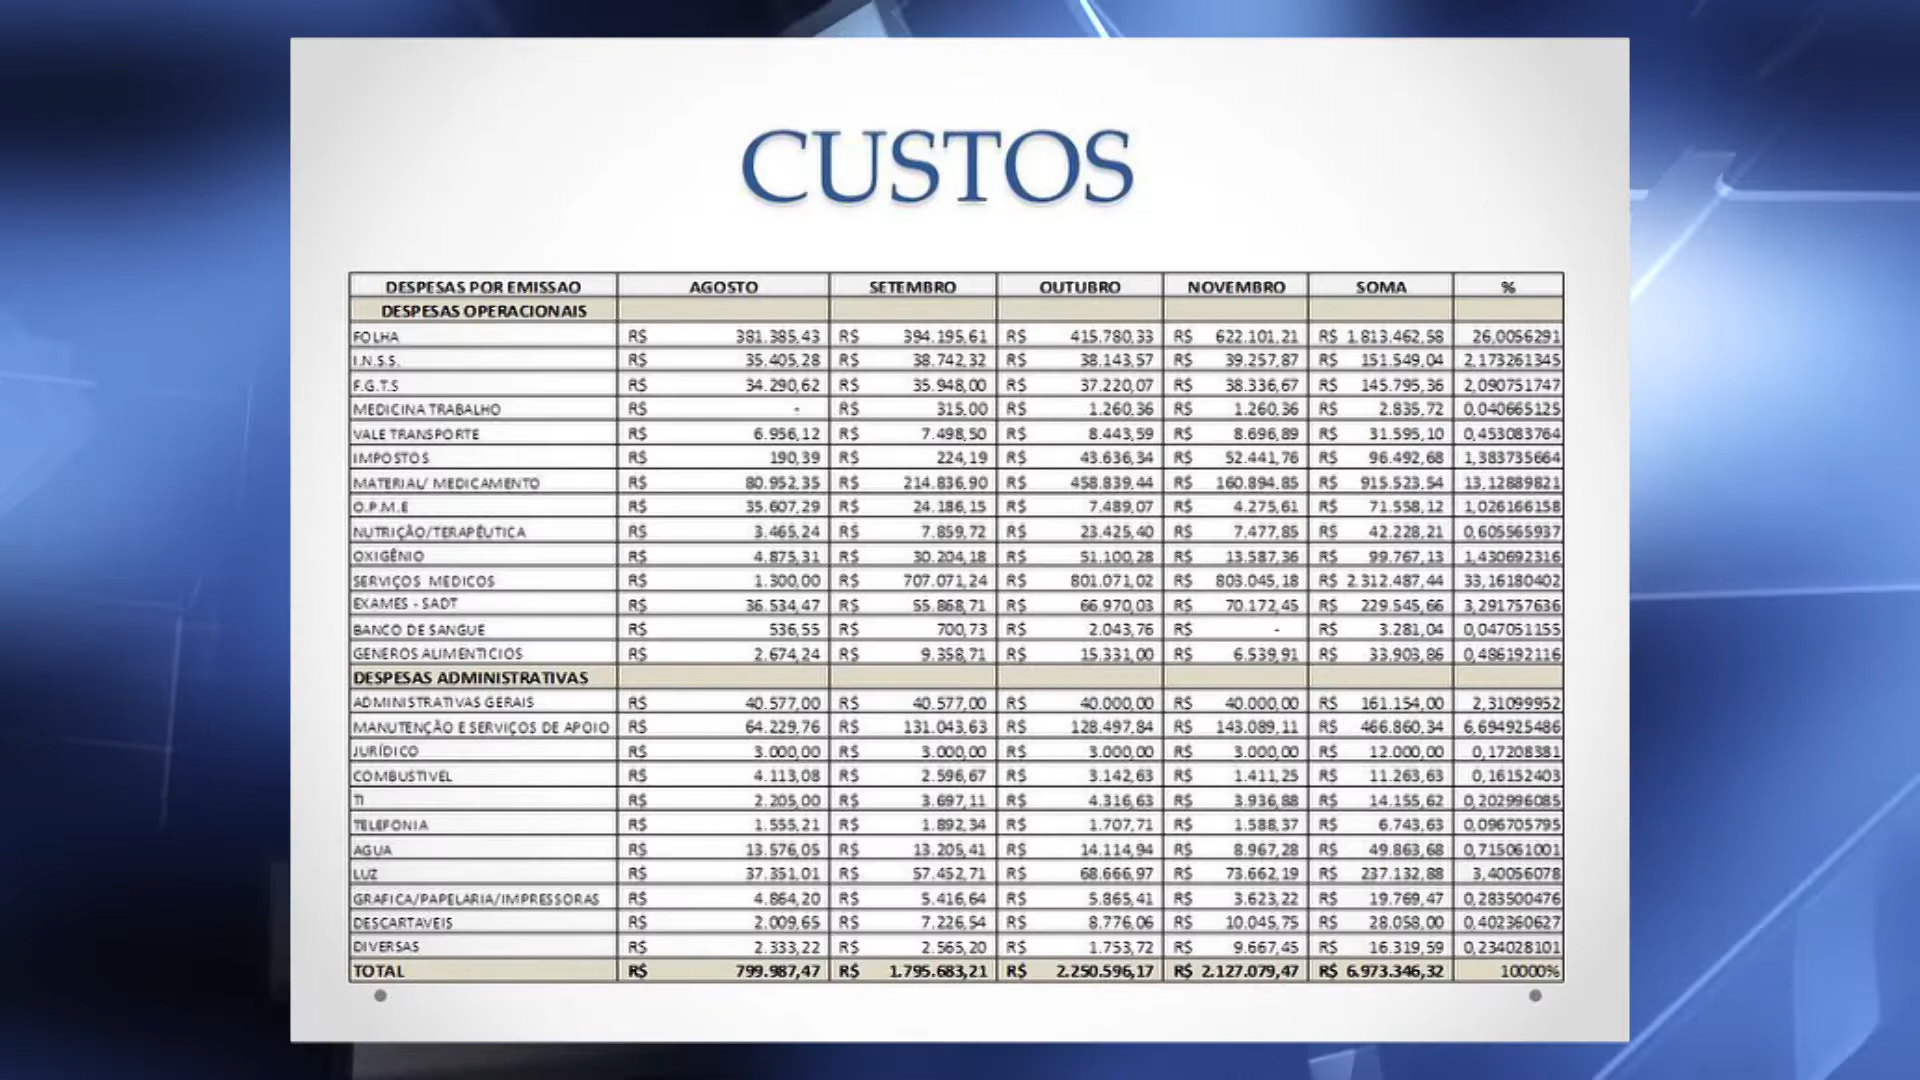 CUSTOS
DESPESAS POR EMISSAO AGOSTO SETEMBRO OUTUBRO NOVEMBRO SOMA %
DESPESAS OPERACIONAIS
FOLHA R$ 381.385,43 R$ 394.195,61 R$ 415.780,33 R$ 622.101,21 R$ 1.813.462,58 26,0056291
I.N.S.S. R$ 35.405,28 R$ 38.742,32 R$ 38.143,57 R$ 39.257,87 R$ 151.549,04 2,173261345
F.G.T.S R$ 34.290,62 R$ 35.948,00 R$ 37.220,07 R$ 38.336,67 R$ 145.795,36 2,090751747
MEDICINA TRABALHO R$ - R$ 315,00 R$ 1.260,36 R$ 1.260,36 R$ 2.835,72 0,040665125
VALE TRANSPORTE R$ 6.956,12 R$ 7.498,50 R$ 8.443,59 R$ 8.696,89 R$ 31.595,10 0,453083764
IMPOSTOS R$ 190,39 R$ 224,19 R$ 43.636,34 R$ 52.441,76 R$ 96.492,68 1,383735664
MATERIAL/ MEDICAMENTO R$ 80.952,35 R$ 214.836,90 R$ 458.839,44 R$ 160.894,85 R$ 915.523,54 13,12889821
O.P.M.E R$ 35.607,29 R$ 24.186,15 R$ 7.489,07 R$ 4.275,61 R$ 71.558,12 1,026166158
NUTRIÇÃO/TERAPÊUTICA R$ 3.465,24 R$ 7.859,72 R$ 23.425,40 R$ 7.477,85 R$ 42.228,21 0,605565937
OXIGÊNIO R$ 4.875,31 R$ 30.204,18 R$ 51.100,28 R$ 13.587,36 R$ 99.767,13 1,430692316
SERVIÇOS MEDICOS R$ 1.300,00 R$ 707.071,24 R$ 801.071,02 R$ 803.045,18 R$ 2.312.487,44 33,16180402
EXAMES - SADT R$ 36.534,47 R$ 55.868,71 R$ 66.970,03 R$ 70.172,45 R$ 229.545,66 3,291757636
BANCO DE SANGUE R$ 536,55 R$ 700,73 R$ 2.043,76 R$ - R$ 3.281,04 0,047051155
GENEROS ALIMENTICIOS R$ 2.674,24 R$ 9.358,71 R$ 15.331,00 R$ 6.539,91 R$ 33.903,86 0,486192116
DESPESAS ADMINISTRATIVAS
ADMINISTRATIVAS GERAIS R$ 40.577,00 R$ 40.577,00 R$ 40.000,00 R$ 40.000,00 R$ 161.154,00 2,31099952
MANUTENÇÃO E SERVIÇOS DE APOIO R$ 64.229,76 R$ 131.043,63 R$ 128.497,84 R$ 143.089,11 R$ 466.860,34 6,694925486
JURÍDICO R$ 3.000,00 R$ 3.000,00 R$ 3.000,00 R$ 3.000,00 R$ 12.000,00 0,17208381
COMBUSTIVEL R$ 4.113,08 R$ 2.596,67 R$ 3.142,63 R$ 1.411,25 R$ 11.263,63 0,16152403
TI R$ 2.205,00 R$ 3.697,11 R$ 4.316,63 R$ 3.936,88 R$ 14.155,62 0,202996085
TELEFONIA R$ 1.555,21 R$ 1.892,34 R$ 1.707,71 R$ 1.588,37 R$ 6.743,63 0,096705795
AGUA R$ 13.576,05 R$ 13.205,41 R$ 14.114,94 R$ 8.967,28 R$ 49.863,68 0,715061001
LUZ R$ 37.351,01 R$ 57.452,71 R$ 68.666,97 R$ 73.662,19 R$ 237.132,88 3,40056078
GRAFICA/PAPELARIA/IMPRESSORAS R$ 4.864,20 R$ 5.416,64 R$ 5.865,41 R$ 3.623,22 R$ 19.769,47 0,283500476
DESCARTAVEIS R$ 2.009,65 R$ 7.226,54 R$ 8.776,06 R$ 10.045,75 R$ 28.058,00 0,402360627
DIVERSAS R$ 2.333,22 R$ 2.565,20 R$ 1.753,72 R$ 9.667,45 R$ 16.319,59 0,234028101
TOTAL R$ 799.987,47 R$ 1.795.683,21 R$ 2.250.596,17 R$ 2.127.079,47 R$ 6.973.346,32 10000%